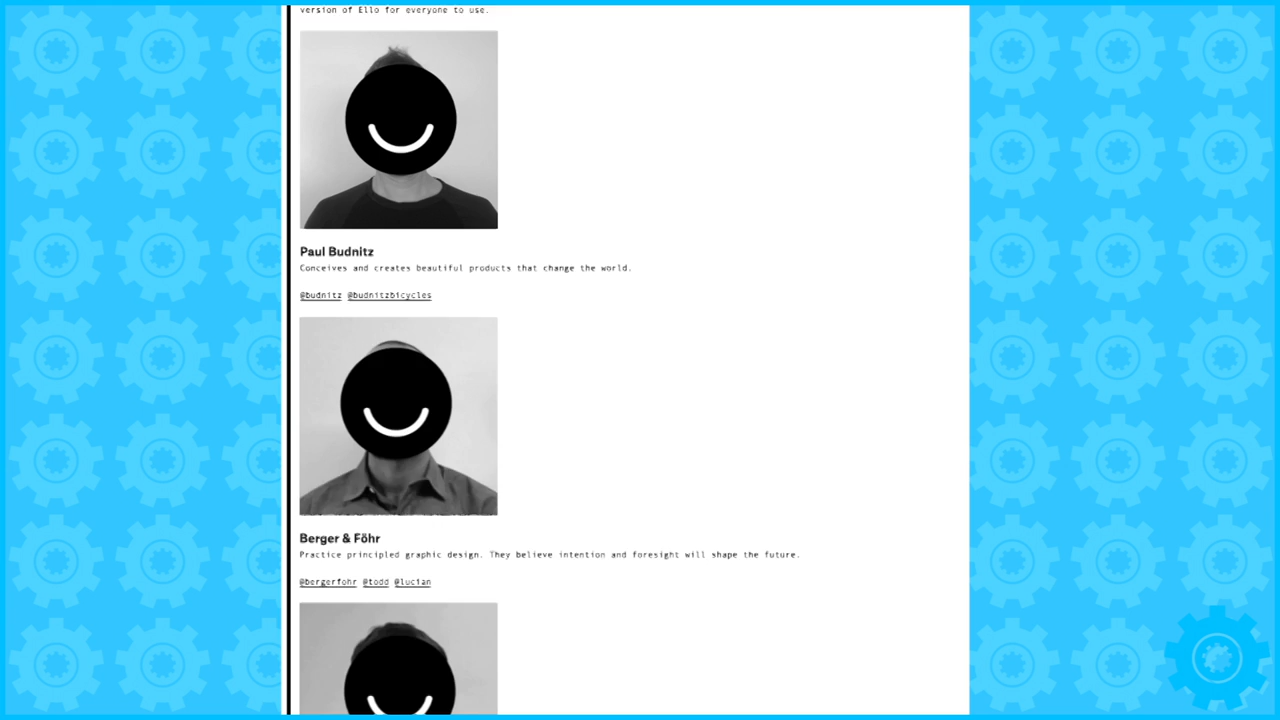 version of Ello for everyone to use.
Paul Budnitz
Conceives and creates beautiful products that change the world.
@budnitz @budnitzbicycles
Berger & Föhr
Practice principled graphic design. They believe intention and foresight will shape the future.
@bergerfohr @todd @lucian